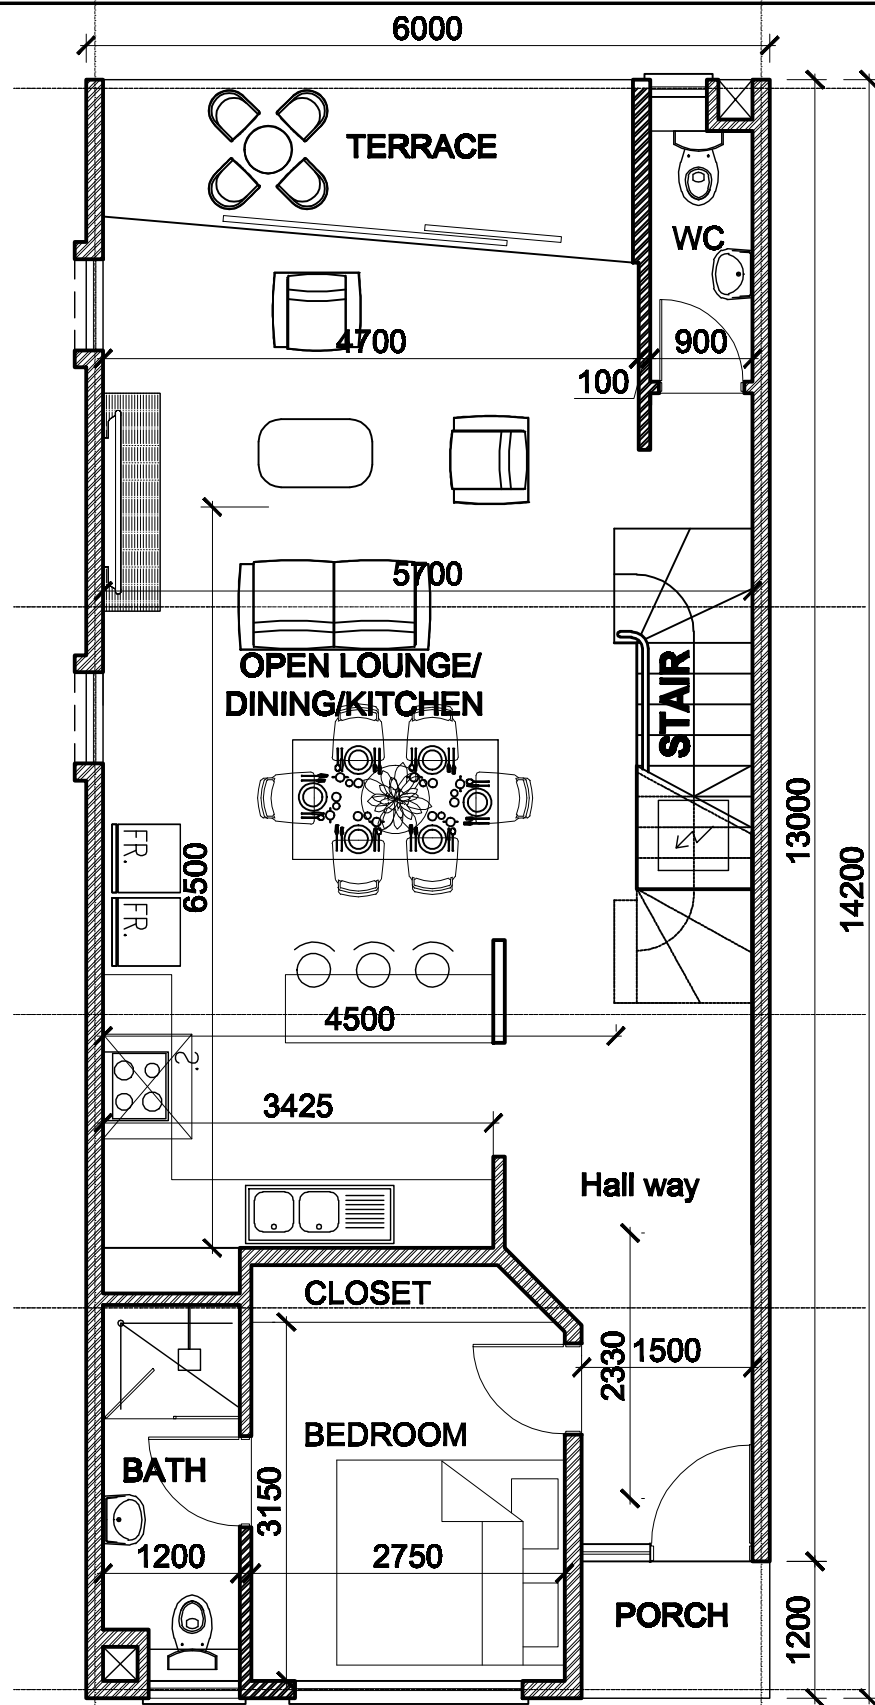 6000
TERRACE
WC
4700
900
100
5700
OPEN LOUNGE/
DINING/KITCHEN
STAIR
13000
14200
FR.
FR.
6500
4500
3425
Hall way
CLOSET
2330
1500
BEDROOM
BATH
3150
1200
2750
PORCH
1200